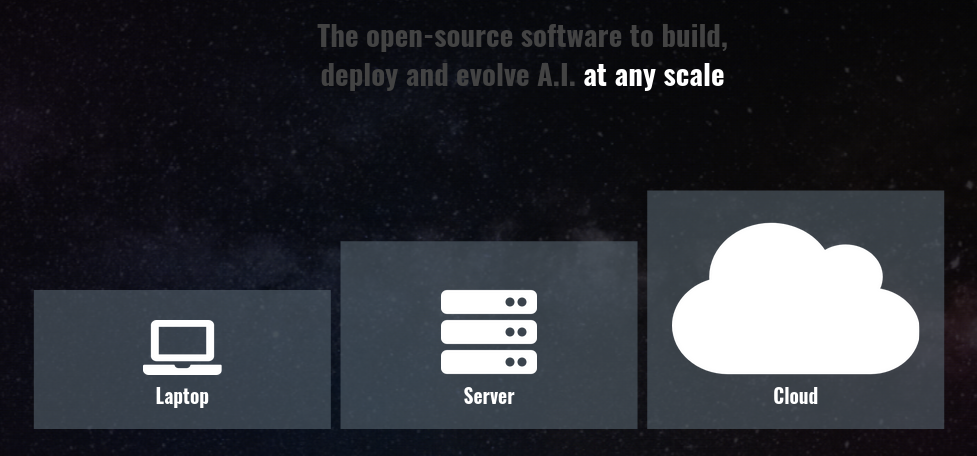 The open-source software to build,
deploy and evolve A.I. at any scale
Laptop
Server
Cloud